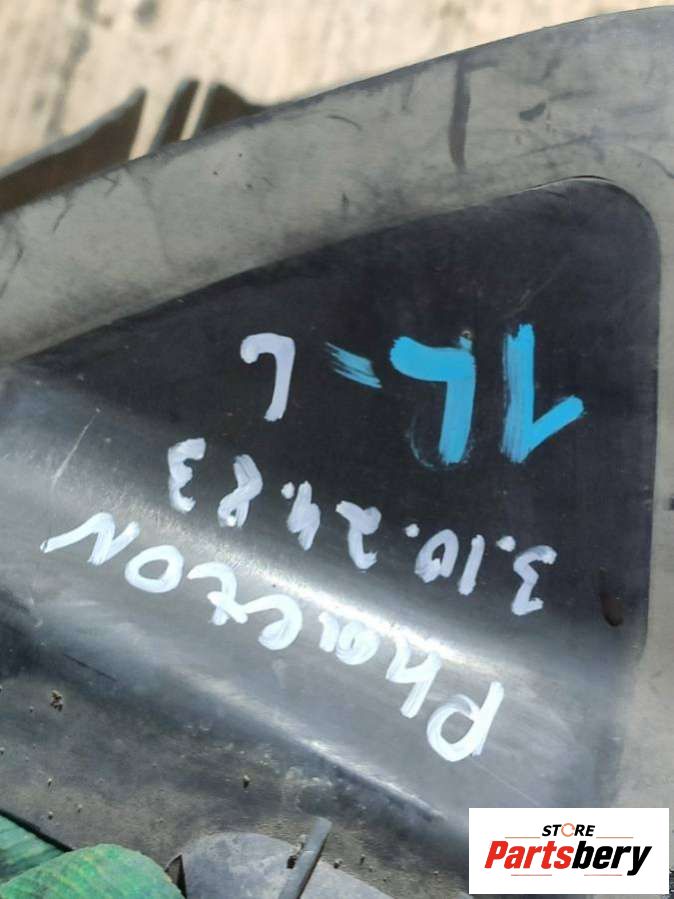 Phaeton
3.10.24.83
1L-L
STORE
Partsbery